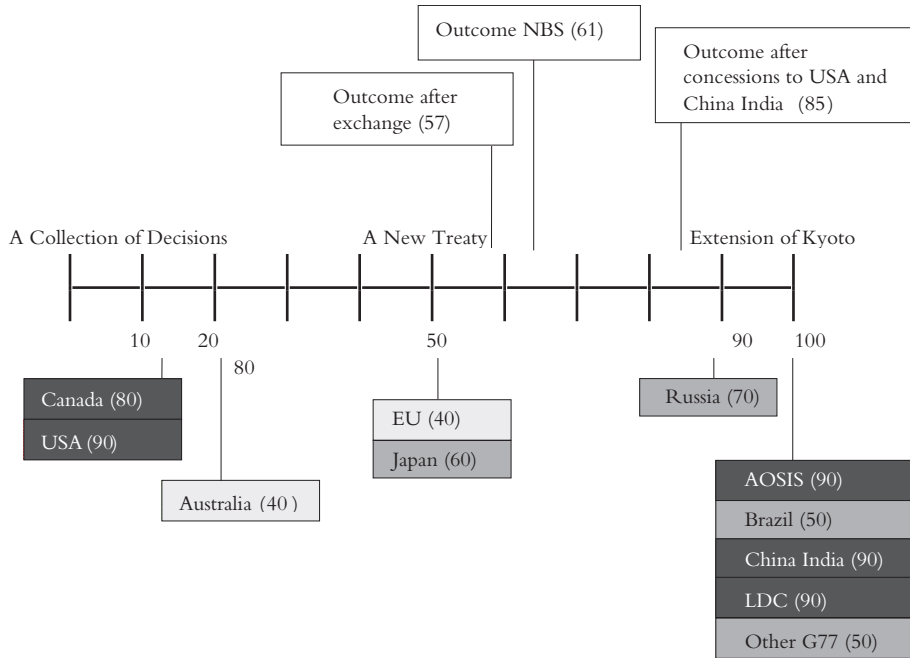 Outcome NBS (61)
Outcome after
exchange (57)
Outcome after
concessions to USA and
China India (85)
A Collection of Decisions
A New Treaty
Extension of Kyoto
10
20
50
90
100
80
Canada (80)
USA (90)
Australia (40 )
EU (40)
Japan (60)
Russia (70)
AOSIS (90)
Brazil (50)
China India (90)
LDC (90)
Other G77 (50)